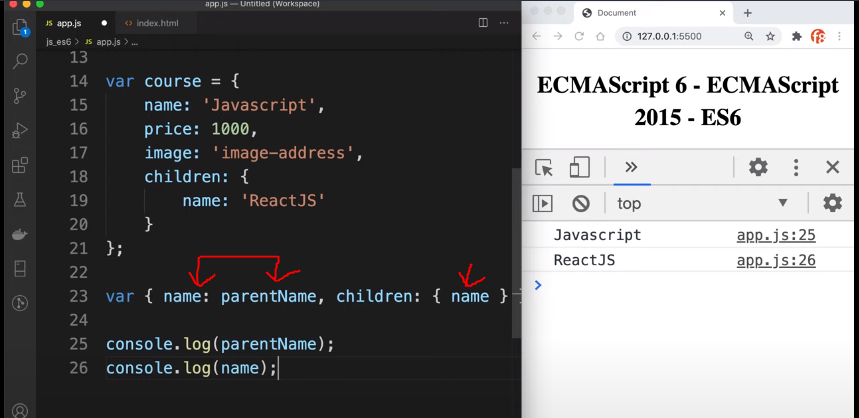 app.js — Untitled (Workspace)
JS app.js ● <> index.html ...
js_es6 > JS app.js > ...
1
13
14 var course = {
15 name: 'Javascript',
16 price: 1000,
17 image: 'image-address',
18 children: {
19 name: 'ReactJS'
20 }
21 };
22
23 var { name: parentName, children: { name }
24
25 console.log(parentName);
26 console.log(name);
Document × +
127.0.0.1:5500
f8
ECMAScript 6 - ECMAScript
2015 - ES6
top ▼
Javascript app.js:25
ReactJS app.js:26
>